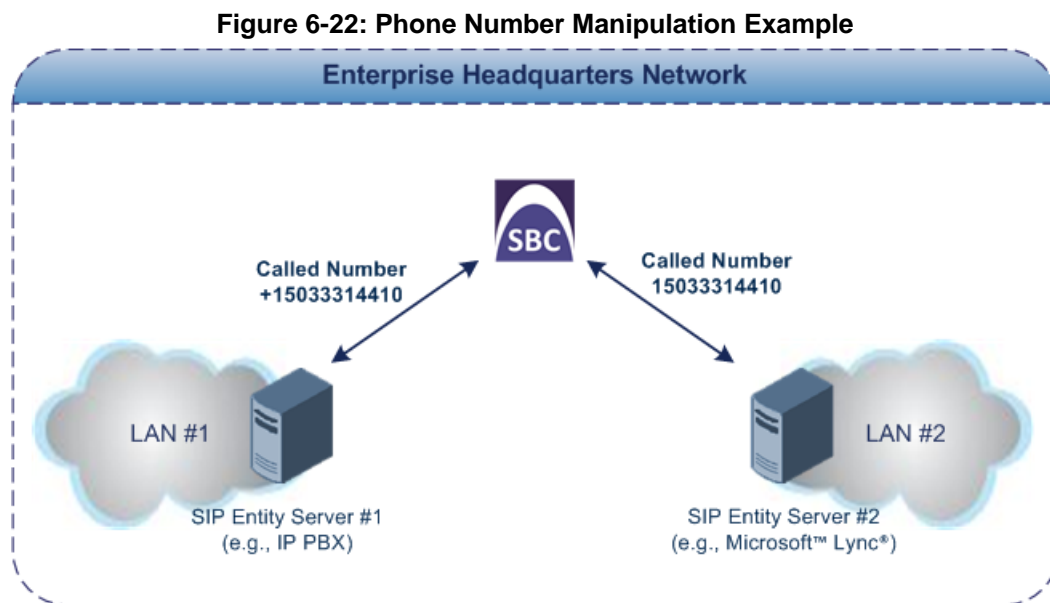 Figure 6-22: Phone Number Manipulation Example
Enterprise Headquarters Network
SBC
Called Number
+15033314410
Called Number
15033314410
LAN #1
LAN #2
SIP Entity Server #1
(e.g., IP PBX)
SIP Entity Server #2
(e.g., Microsoft™ Lync®)